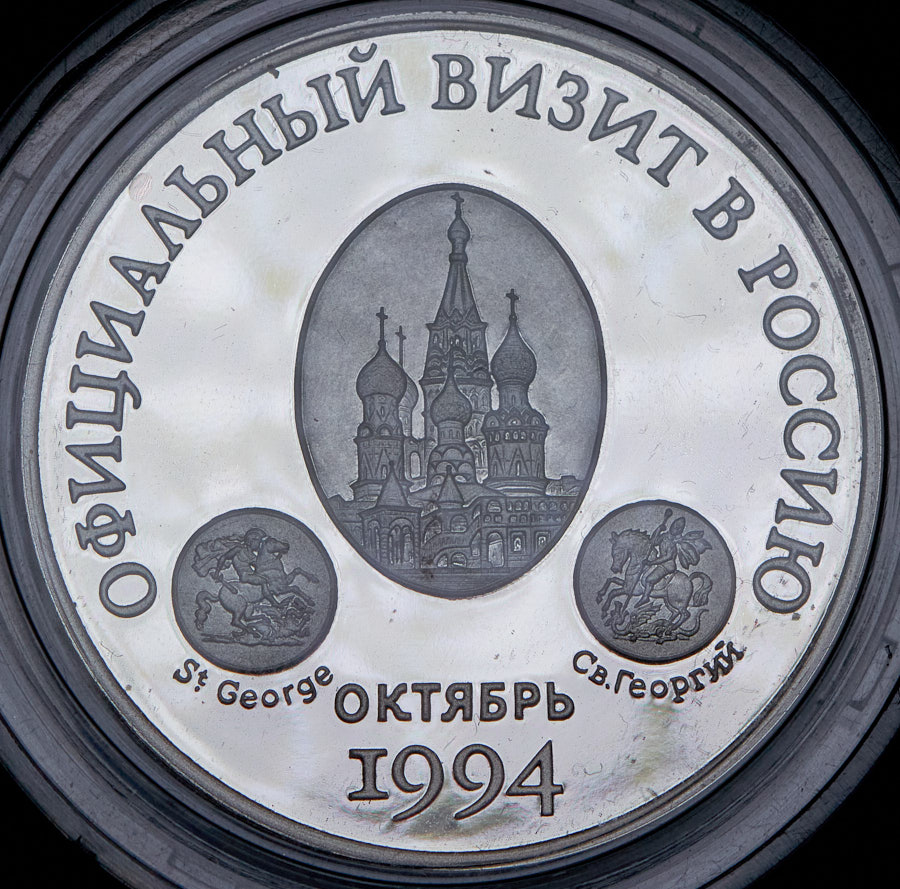 ОФИЦИАЛЬНЫЙ ВИЗИТ В РОССИЮ
St George
Св.Георгий
ОКТЯБРЬ
1994